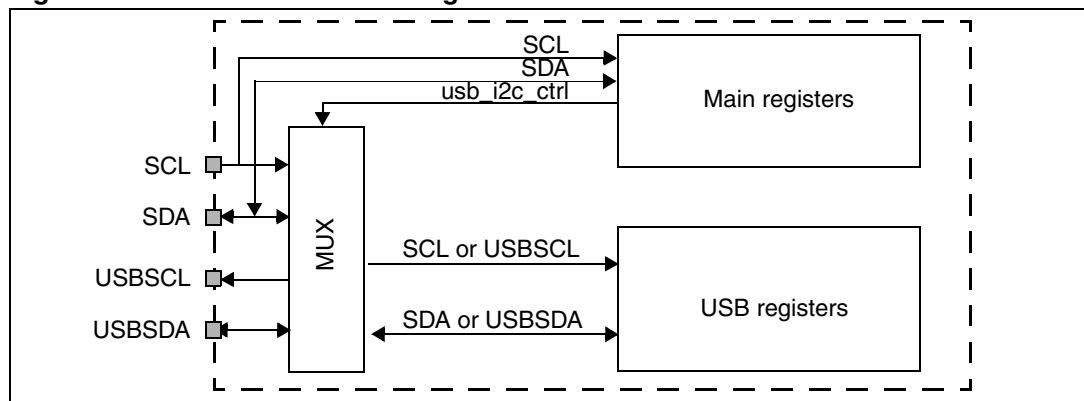 SCL
SDA
usb_i2c_ctrl
Main registers
SCL
SDA
MUX
SCL or USBSCL
USBSCL
USB registers
SDA or USBSDA
USBSDA